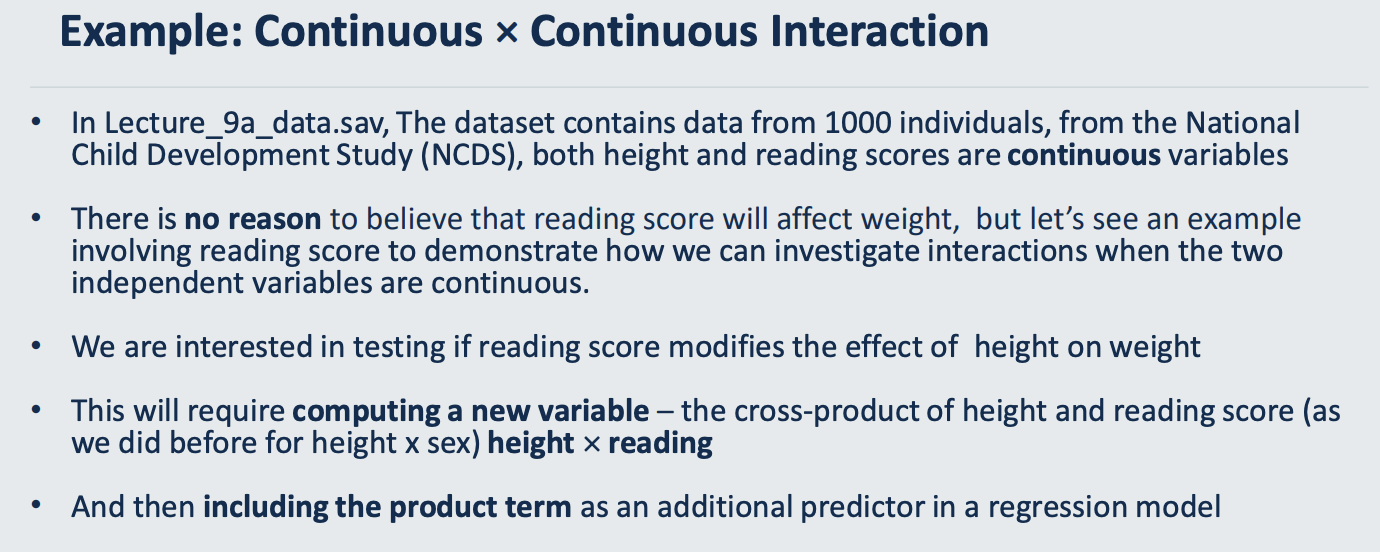 Example: Continuous × Continuous Interaction
• In Lecture_9a_data.sav, The dataset contains data from 1000 individuals, from the National
Child Development Study (NCDS), both height and reading scores are continuous variables
• There is no reason to believe that reading score will affect weight,  but let’s see an example
involving reading score to demonstrate how we can investigate interactions when the two
independent variables are continuous.
• We are interested in testing if reading score modifies the effect of  height on weight
• This will require computing a new variable – the cross-product of height and reading score (as
we did before for height x sex) height × reading
• And then including the product term as an additional predictor in a regression model